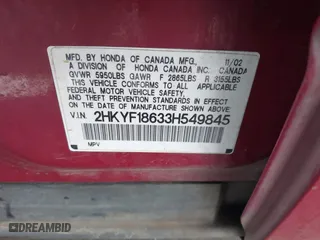 MFD. BY HONDA OF CANADA MFG. 11/02
A DIVISION OF HONDA CANADA INC. CANADA
GVWR 5950LBS GAWR F 2865LBS R 3155LBS
THIS VEHICLE CONFORMS TO ALL APPLICABLE
FEDERAL MOTOR VEHICLE SAFETY AND
THEFT PREVENTION STANDARDS IN EFFECT ON
THE DATE OF MANUFACTURE SHOWN ABOVE.
V.I.N. 2HKYF18633H549845
MPV
DREAMBID